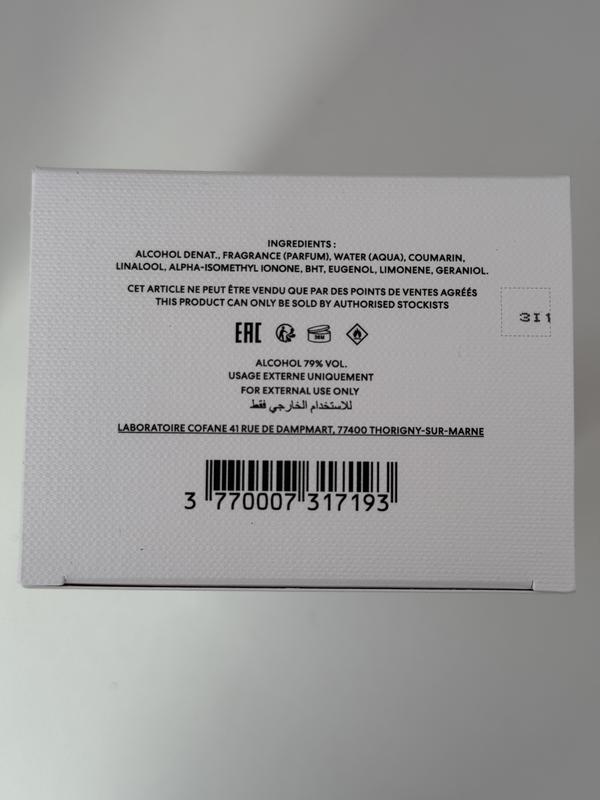 INGREDIENTS :
ALCOHOL DENAT., FRAGRANCE (PARFUM), WATER (AQUA), COUMARIN,
LINALOOL, ALPHA-ISOMETHYL IONONE, BHT, EUGENOL, LIMONENE, GERANIOL.
CET ARTICLE NE PEUT ÊTRE VENDU QUE PAR DES POINTS DE VENTES AGRÉÉS
THIS PRODUCT CAN ONLY BE SOLD BY AUTHORISED STOCKISTS
3I1
EAC
36M
ALCOHOL 79% VOL.
USAGE EXTERNE UNIQUEMENT
FOR EXTERNAL USE ONLY
للاستخدام الخارجي فقط
LABORATOIRE COFANE 41 RUE DE DAMPMART, 77400 THORIGNY-SUR-MARNE
3 770007 317193